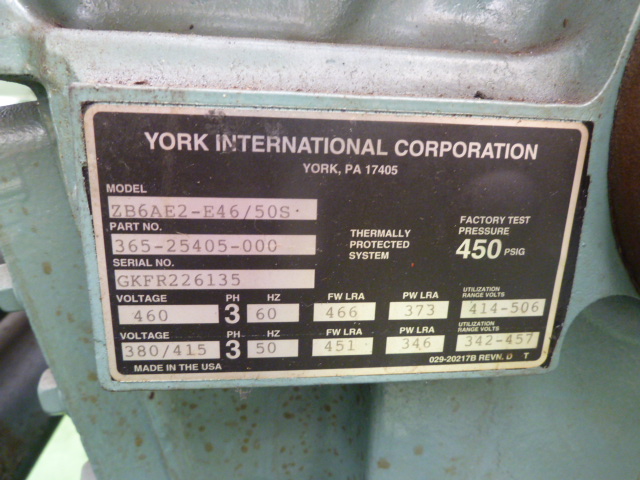 YORK INTERNATIONAL CORPORATION
YORK, PA 17405
MODEL
ZB6AE2-E46/50S
PART NO.
365-25405-000
SERIAL NO.
GKFR226135
THERMALLY
PROTECTED
SYSTEM
FACTORY TEST
PRESSURE
450 PSIG
VOLTAGE PH HZ FW LRA PW LRA UTILIZATION RANGE VOLTS
460 3 60 466 373 414-506
VOLTAGE PH HZ FW LRA PW LRA UTILIZATION RANGE VOLTS
380/415 3 50 451 346 342-457
MADE IN THE USA 029-20217B REVN. D T